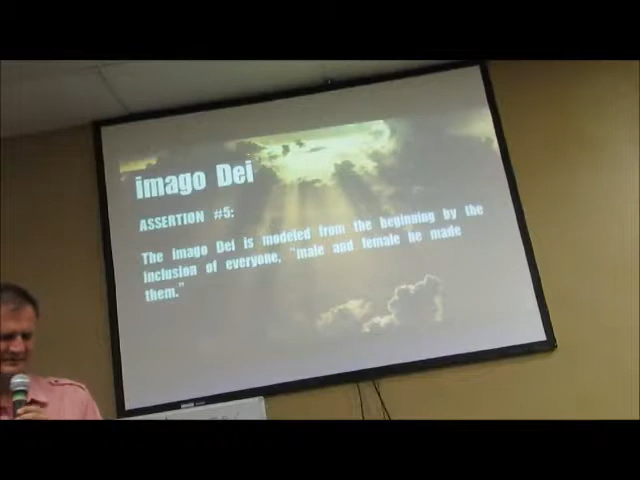 imago Dei
ASSERTION #5:
The imago Dei is modeled from the beginning by the
inclusion of everyone, "male and female he made
them."